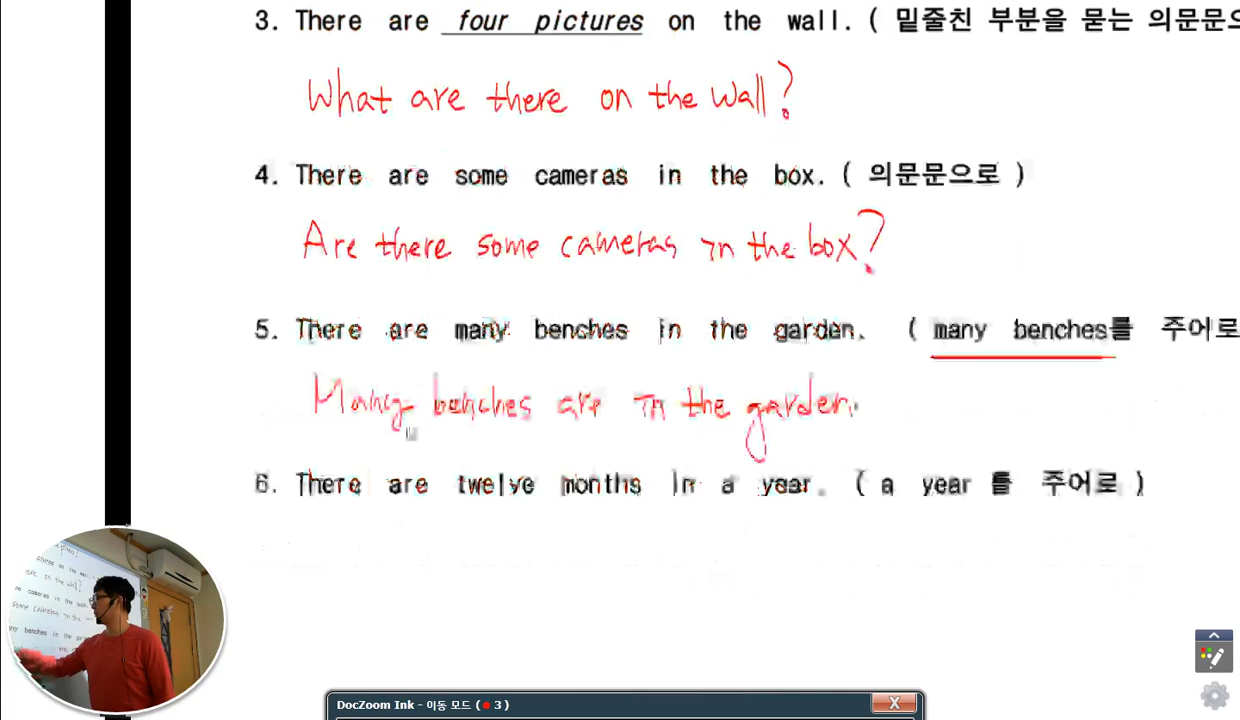 3. There are four pictures on the wall. ( 밑줄친 부분을 묻는 의문문으
What are there on the wall?
4. There are some cameras in the box. ( 의문문으로 )
Are there some cameras in the box?
5. There are many benches in the garden. ( many benches를 주어로
Many benches are in the garden.
6. There are twelve months in a year. ( a year 를 주어로 )
DocZoom Ink - 이동 모드 ( 3 )
X